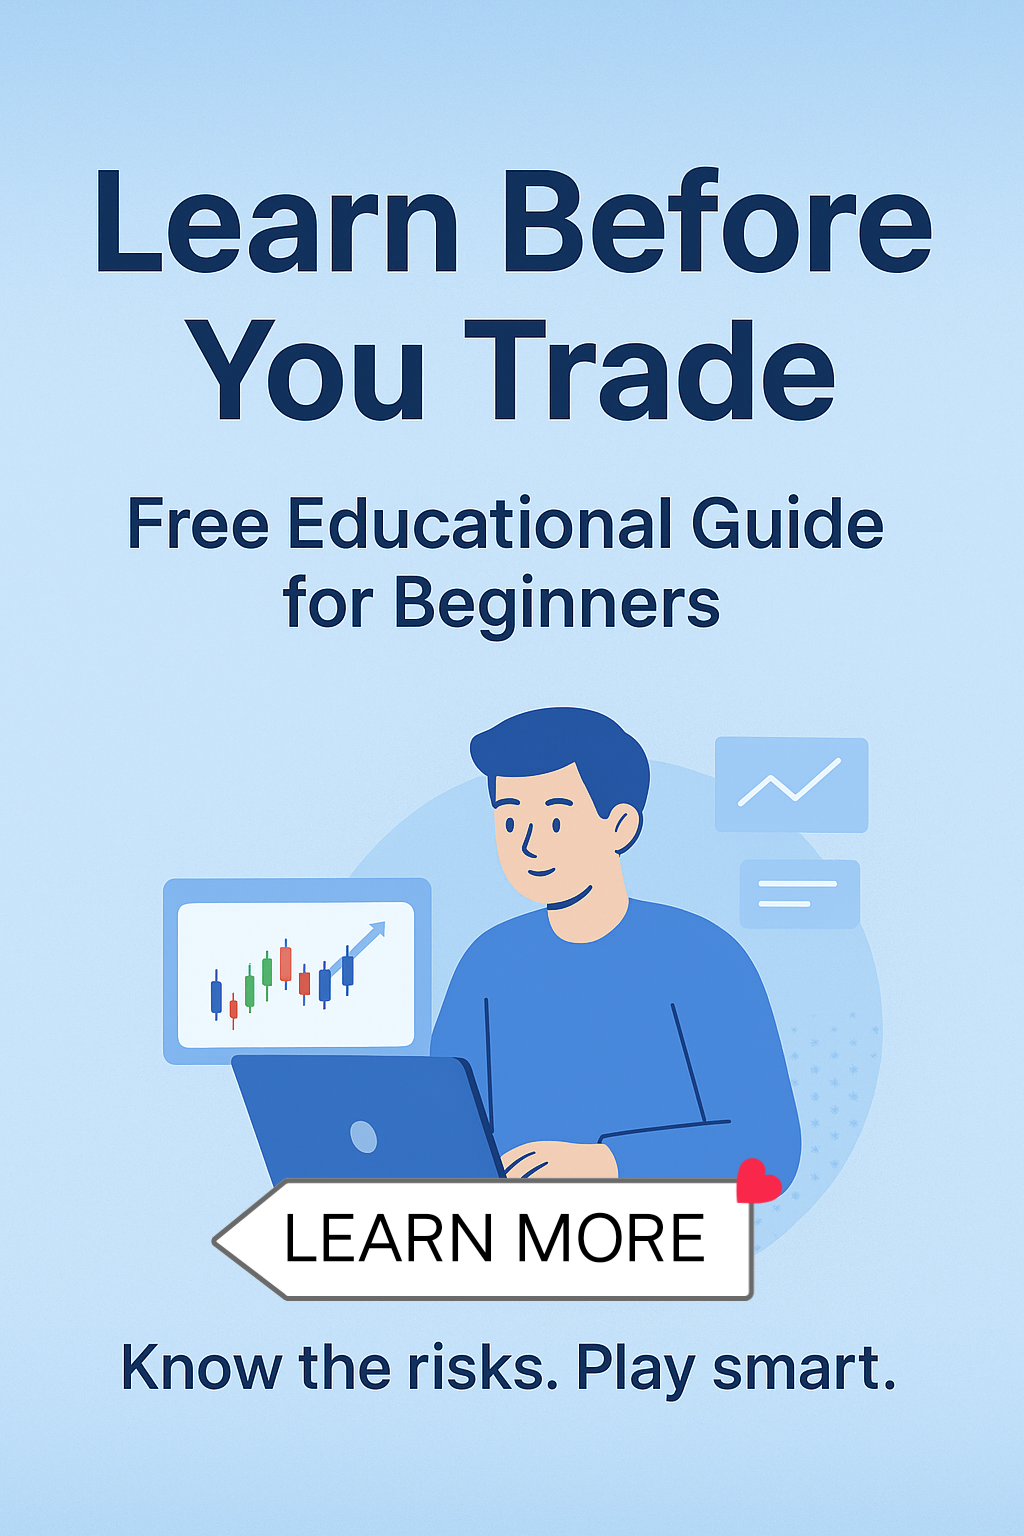 Learn Before
You Trade
Free Educational Guide
for Beginners
LEARN MORE
Know the risks. Play smart.